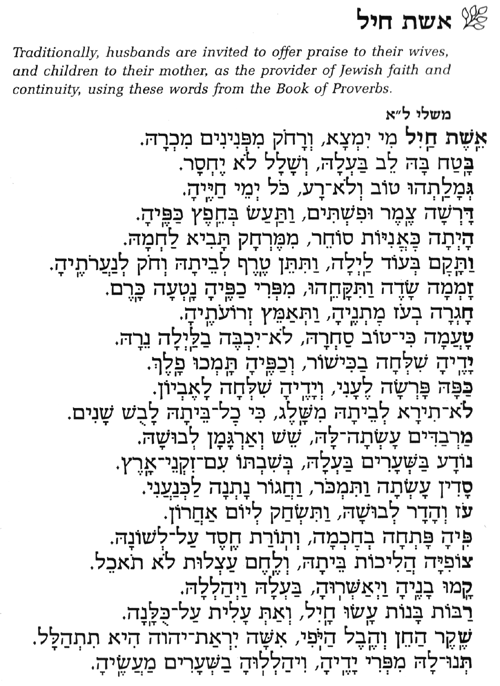 אשת חיל
Traditionally, husbands are invited to offer praise to their wives,
and children to their mother, as the provider of Jewish faith and
continuity, using these words from the Book of Proverbs.
משלי ל״א
אֵֽשֶׁת חַ֭יִל מִי יִמְצָא, וְרָחֹק מִפְּנִינִים מִכְרָהּ.
בָּטַח בָּהּ לֵב בַּעְלָהּ, וְשָׁלָל לֹא יֶחְסָר.
גְּמָלַתְהוּ טוֹב וְלֹא־רָע, כֹּל יְמֵי חַיֶּיהָ.
דָּרְשָׁה צֶמֶר וּפִשְׁתִּים, וַתַּעַשׂ בְּחֵפֶץ כַּפֶּיהָ.
הָיְתָה כׇּאֳנִיּוֹת סוֹחֵר, מִמֶּרְחָק תָּבִיא לַחְמָהּ.
וַתָּקׇם בְּעוֹד לַיְלָה, וַתִּתֵּן טֶרֶף לְבֵיתָהּ וְחֹק לְנַעֲרֹתֶיהָ.
זָמְמָה שָׂדֶה וַתִּקָּחֵהוּ, מִפְּרִי כַפֶּיהָ נָטְעָה כָּרֶם.
חָגְרָה בְעֹז מׇתְנֶיהָ, וַתְּאַמֵּץ זְרוֹעֹתֶיהָ.
טָעֲמָה כִּי־טוֹב סַחְרָהּ, לֹא־יִכְבֶּה בַלַּיְלָה נֵרָהּ.
יָדֶיהָ שִׁלְּחָה בַכִּישׁוֹר, וְכַפֶּיהָ תָּמְכוּ פָלֶךְ.
כַּפָּהּ פָּרְשָׂה לֶעָנִי, וְיָדֶיהָ שִׁלְּחָה לָאֶבְיוֹן.
לֹא־תִירָא לְבֵיתָהּ מִשָּׁלֶג, כִּי כׇל־בֵּיתָהּ לָבֻשׁ שָׁנִים.
מַרְבַדִּים עָשְׂתָה־לָּהּ, שֵׁשׁ וְאַרְגָּמָן לְבוּשָׁהּ.
נוֹדָע בַּשְּׁעָרִים בַּעְלָהּ, בְּשִׁבְתּוֹ עִם־זִקְנֵי־אָרֶץ.
סָדִין עָשְׂתָה וַתִּמְכֹּר, וַחֲגוֹר נָתְנָה לַכְּנַעֲנִי.
עֹז וְהָדָר לְבוּשָׁהּ, וַתִּשְׂחַק לְיוֹם אַחֲרוֹן.
פִּיהָ פָּתְחָה בְחׇכְמָה, וְתוֹרַת חֶסֶד עַל־לְשׁוֹנָהּ.
צוֹפִיָּה הֲלִיכוֹת בֵּיתָהּ, וְלֶחֶם עַצְלוּת לֹא תֹאכֵל.
קָמוּ בָנֶיהָ וַיְאַשְּׁרוּהָ, בַּעְלָהּ וַיְהַלְלָהּ.
רַבּוֹת בָּנוֹת עָשׂוּ חָיִל, וְאַתְּ עָלִית עַל־כֻּלָּנָה.
שֶׁקֶר הַחֵן וְהֶבֶל הַיֹּפִי, אִשָּׁה יִרְאַת־יהוה הִיא תִתְהַלָּל.
תְּנוּ־לָהּ מִפְּרִי יָדֶיהָ, וִיהַלְלוּהָ בַשְּׁעָרִים מַעֲשֶׂיהָ.